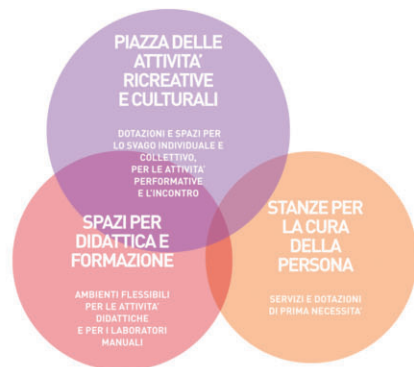 PIAZZA DELLE
ATTIVITA'
RICREATIVE
E CULTURALI
DOTAZIONI E SPAZI PER
LO SVAGO INDIVIDUALE E
COLLETTIVO,
PER LE ATTIVITA'
PERFORMATIVE
E L'INCONTRO
SPAZI PER
DIDATTICA E
FORMAZIONE
AMBIENTI FLESSIBILI
PER LE ATTIVITA'
DIDATTICHE
E PER I LABORATORI
MANUALI
STANZE PER
LA CURA
DELLA
PERSONA
SERVIZI E DOTAZIONI
DI PRIMA NECESSITA'